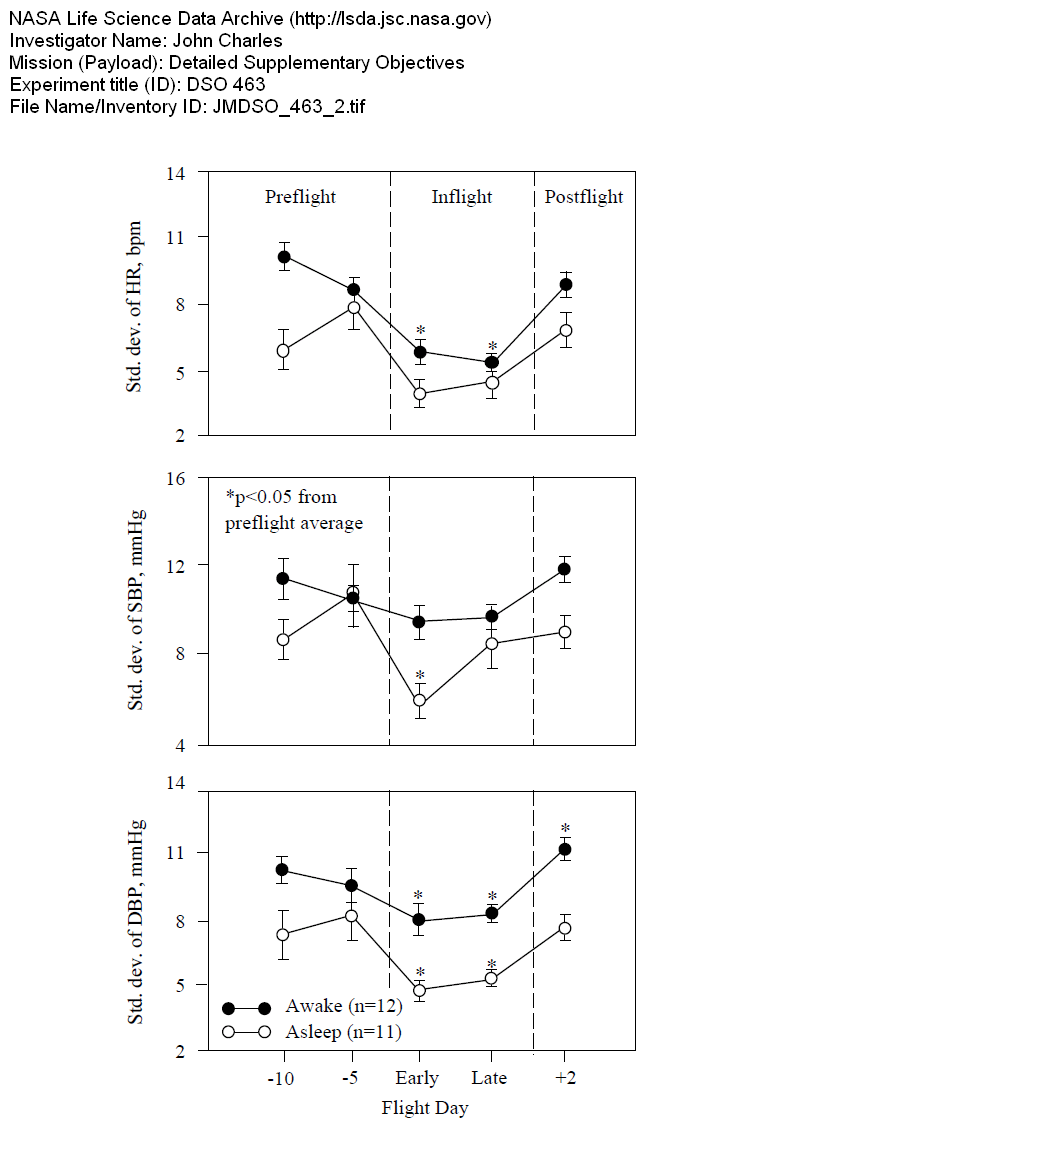 NASA Life Science Data Archive (http://lsda.jsc.nasa.gov)
Investigator Name: John Charles
Mission (Payload): Detailed Supplementary Objectives
Experiment title (ID): DSO 463
File Name/Inventory ID: JMDSO_463_2.tif
Std. dev. of HR, bpm
14
11
8
5
2
Preflight
Inflight
Postflight
*
*
Std. dev. of SBP, mmHg
16
12
8
4
*p<0.05 from
preflight average
*
Std. dev. of DBP, mmHg
14
11
8
5
2
*
*
*
*
*
Awake (n=12)
Asleep (n=11)
-10
-5
Early
Late
+2
Flight Day